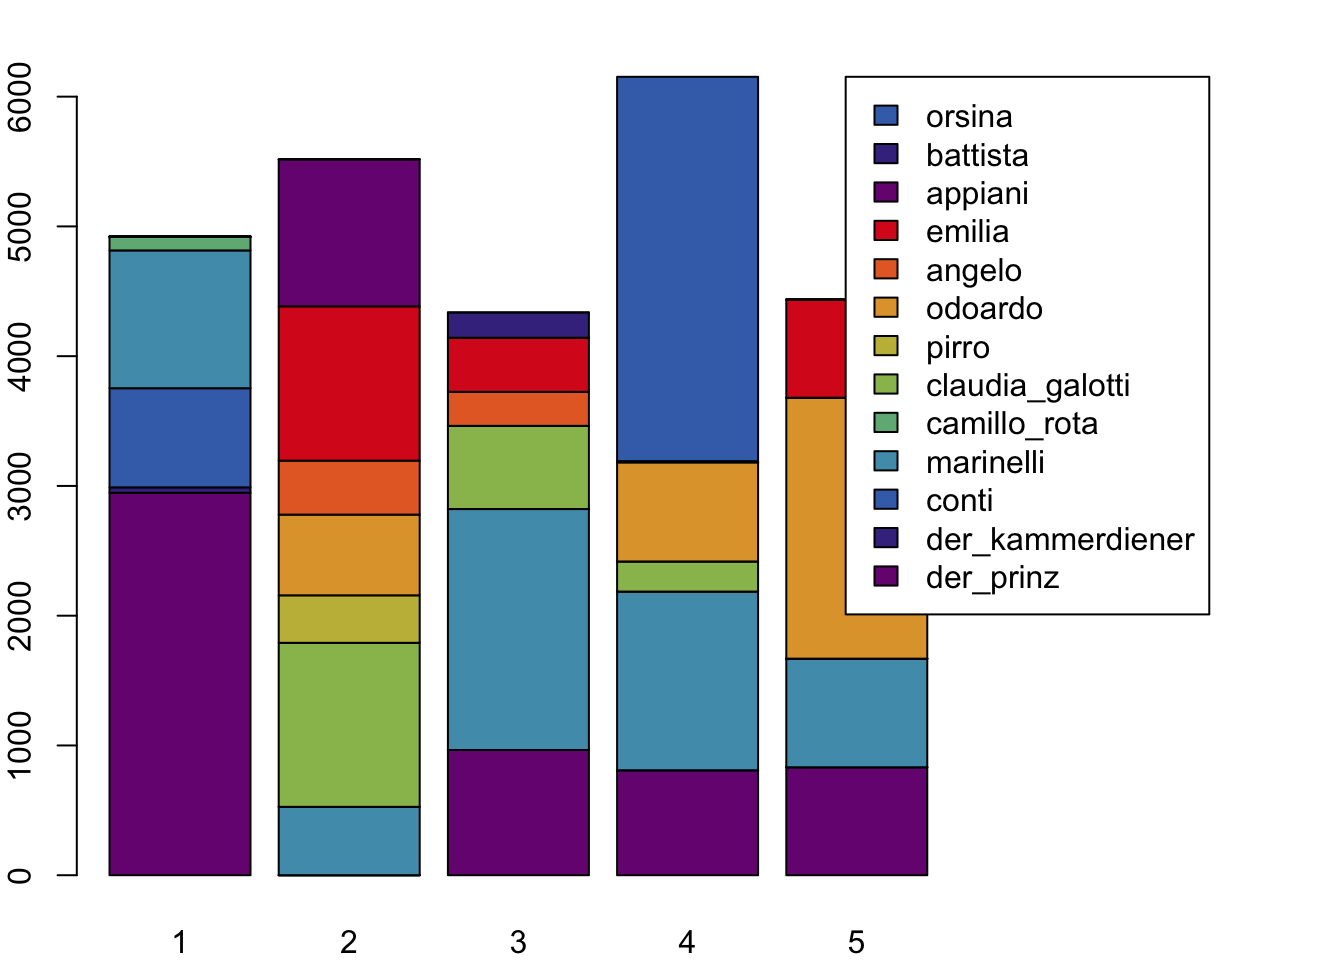 6000
5000
4000
3000
2000
1000
0
orsina
battista
appiani
emilia
angelo
odoardo
pirro
claudia_galotti
camillo_rota
marinelli
conti
der_kammerdiener
der_prinz
1 2 3 4 5